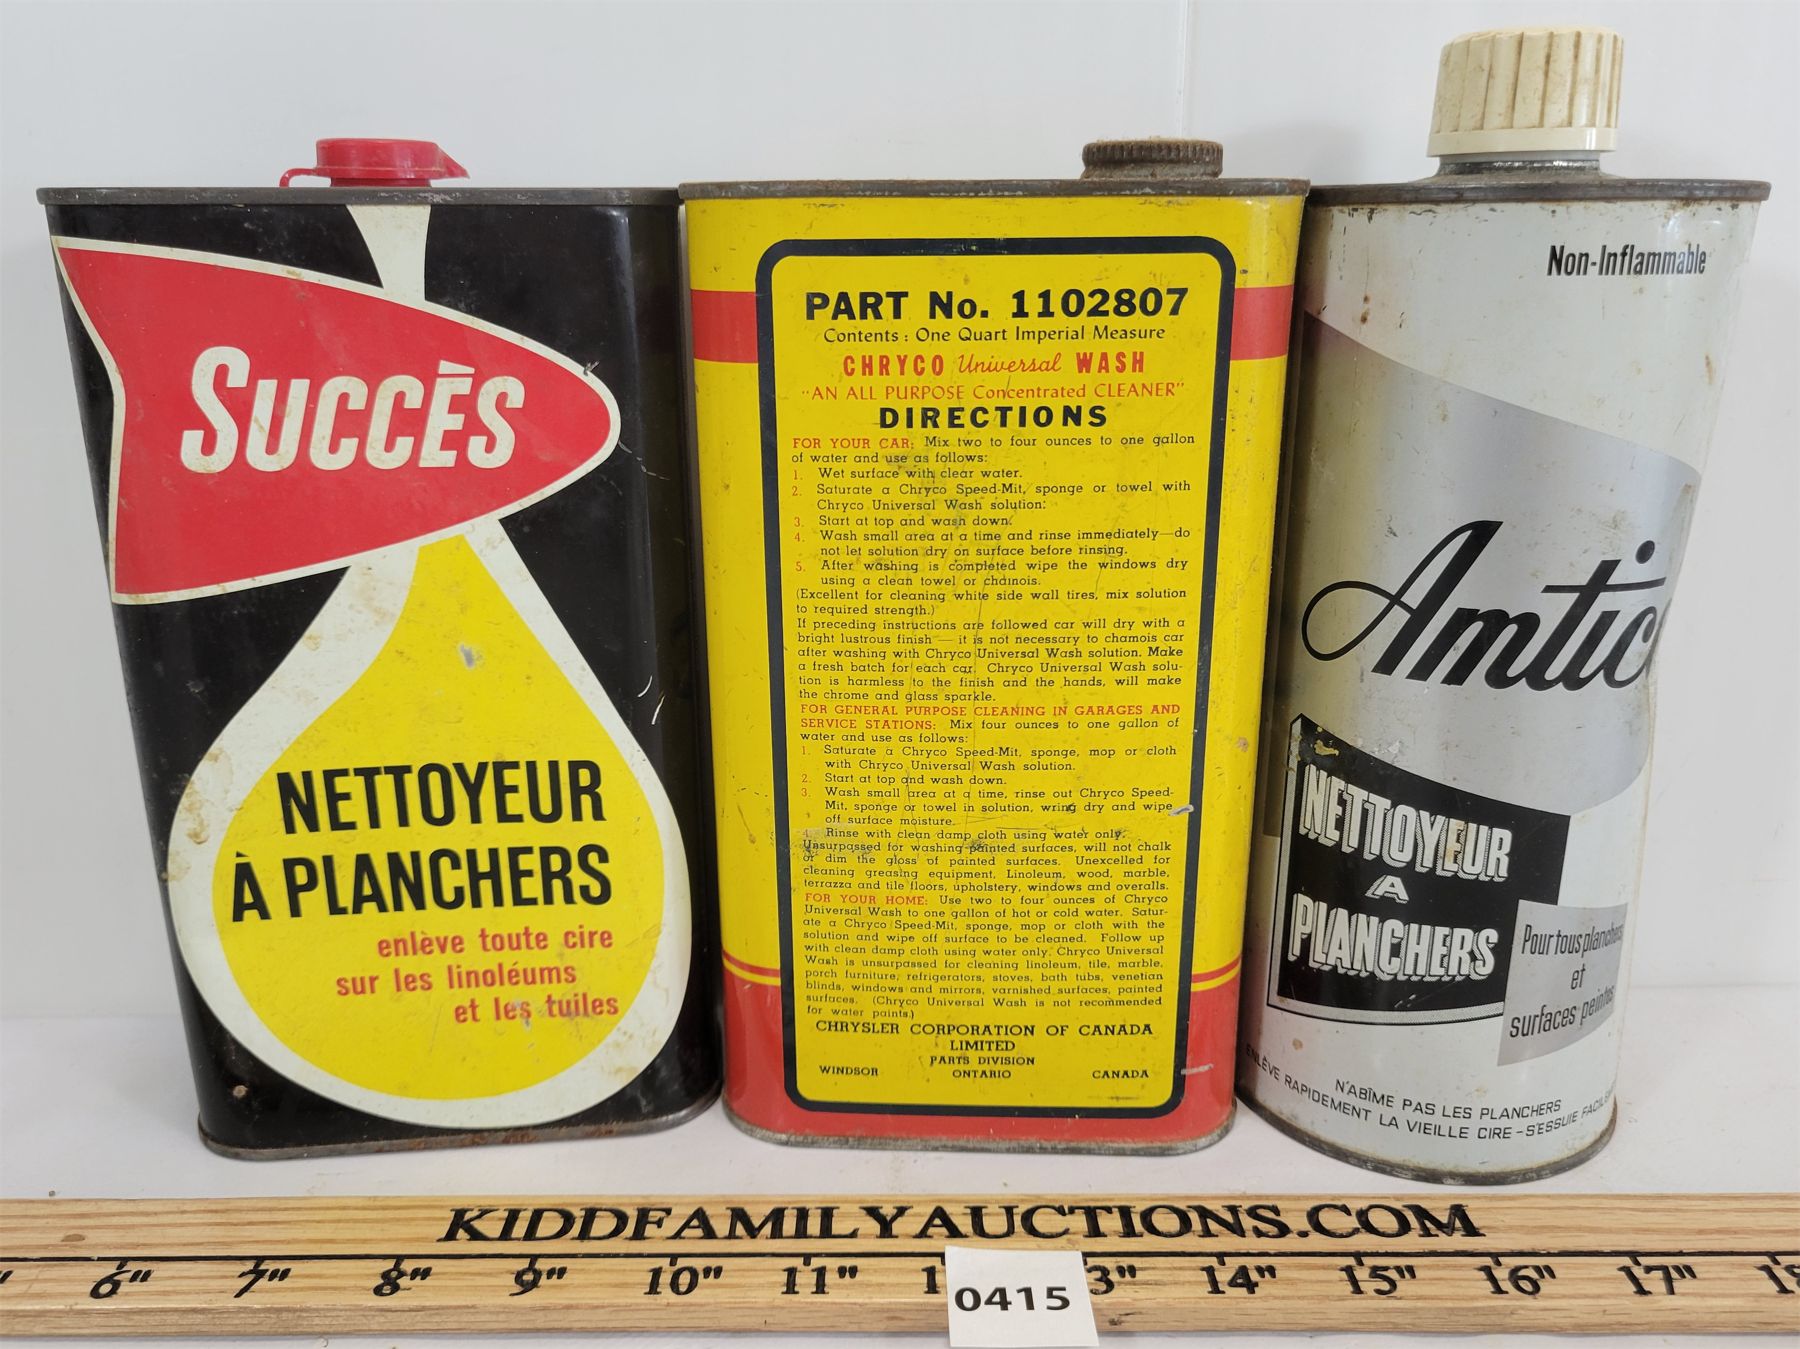 SUCCÈS
NETTOYEUR
À PLANCHERS
enlève toute cire
sur les linoléums
et les tuiles
PART No. 1102807
Contents : One Quart Imperial Measure
CHRYCO Universal WASH
"AN ALL PURPOSE Concentrated CLEANER"
DIRECTIONS
FOR YOUR CAR: Mix two to four ounces to one gallon
of water and use as follows:
1. Wet surface with clear water.
2. Saturate a Chryco Speed-Mit, sponge or towel with
Chryco Universal Wash solution:
3. Start at top and wash down.
4. Wash small area at a time and rinse immediately—do
not let solution dry on surface before rinsing.
5. After washing is completed wipe the windows dry
using a clean towel or chamois.
(Excellent for cleaning white side wall tires, mix solution
to required strength.)
If preceding instructions are followed car will dry with a
bright lustrous finish — it is not necessary to chamois car
after washing with Chryco Universal Wash solution. Make
a fresh batch for each car. Chryco Universal Wash solu-
tion is harmless to the finish and the hands, will make
the chrome and glass sparkle.
FOR GENERAL PURPOSE CLEANING IN GARAGES AND
SERVICE STATIONS: Mix four ounces to one gallon of
water and use as follows:
1. Saturate a Chryco Speed-Mit, sponge, mop or cloth
with Chryco Universal Wash solution.
2. Start at top and wash down.
3. Wash small area at a time, rinse out Chryco Speed-
Mit, sponge or towel in solution, wring dry and wipe
off surface moisture.
4. Rinse with clean damp cloth using water only.
Unsurpassed for washing painted surfaces, will not chalk
or dim the gloss of painted surfaces. Unexcelled for
cleaning greasing equipment, Linoleum, wood, marble,
terrazza and tile floors, upholstery, windows and overalls.
FOR YOUR HOME: Use two to four ounces of Chryco
Universal Wash to one gallon of hot or cold water. Satur-
ate a Chryco Speed-Mit, sponge, mop or cloth with the
solution and wipe off surface to be cleaned. Follow up
with clean damp cloth using water only. Chryco Universal
Wash is unsurpassed for cleaning linoleum, tile, marble,
porch furniture, refrigerators, stoves, bath tubs, venetian
blinds, windows and mirrors, varnished surfaces, painted
surfaces. (Chryco Universal Wash is not recommended
for water paints.)
CHRYSLER CORPORATION OF CANADA
LIMITED
PARTS DIVISION
WINDSOR ONTARIO CANADA
Non-Inflammable
Amtico
NETTOYEUR
A
PLANCHERS
Pour tous planchers
et
surfaces peintes
N'ABÎME PAS LES PLANCHERS
ENLÈVE RAPIDEMENT LA VIEILLE CIRE-S'ESSUIE
KIDDFAMILYAUCTIONS.COM
6" 7" 8" 9" 10" 11" 1 3" 14" 15" 16" 17" 18
0415